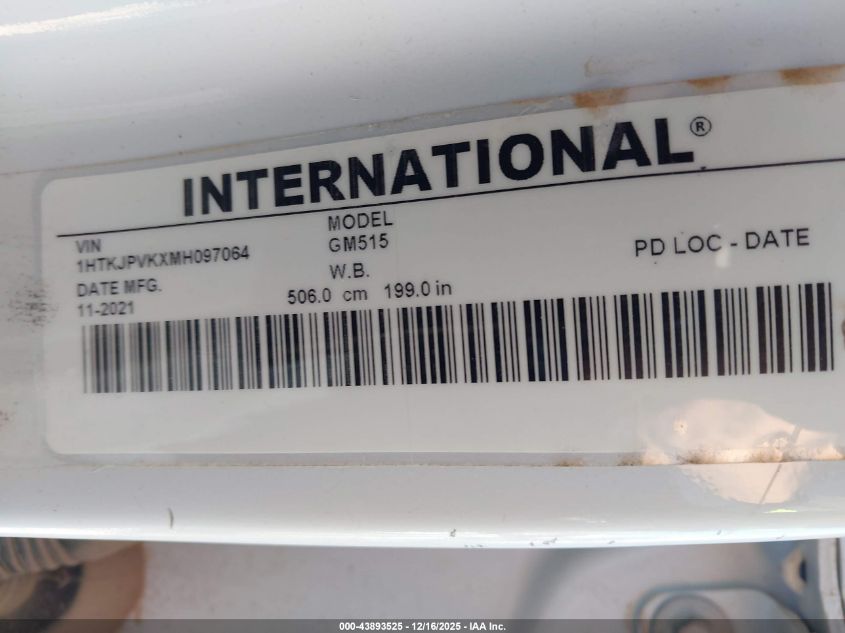 INTERNATIONAL®
VIN
1HTKJPVKXMH097064
DATE MFG.
11-2021
MODEL
GM515
W.B.
506.0 cm 199.0 in
PD LOC - DATE
000-43893525 - 12/16/2025 - IAA Inc.